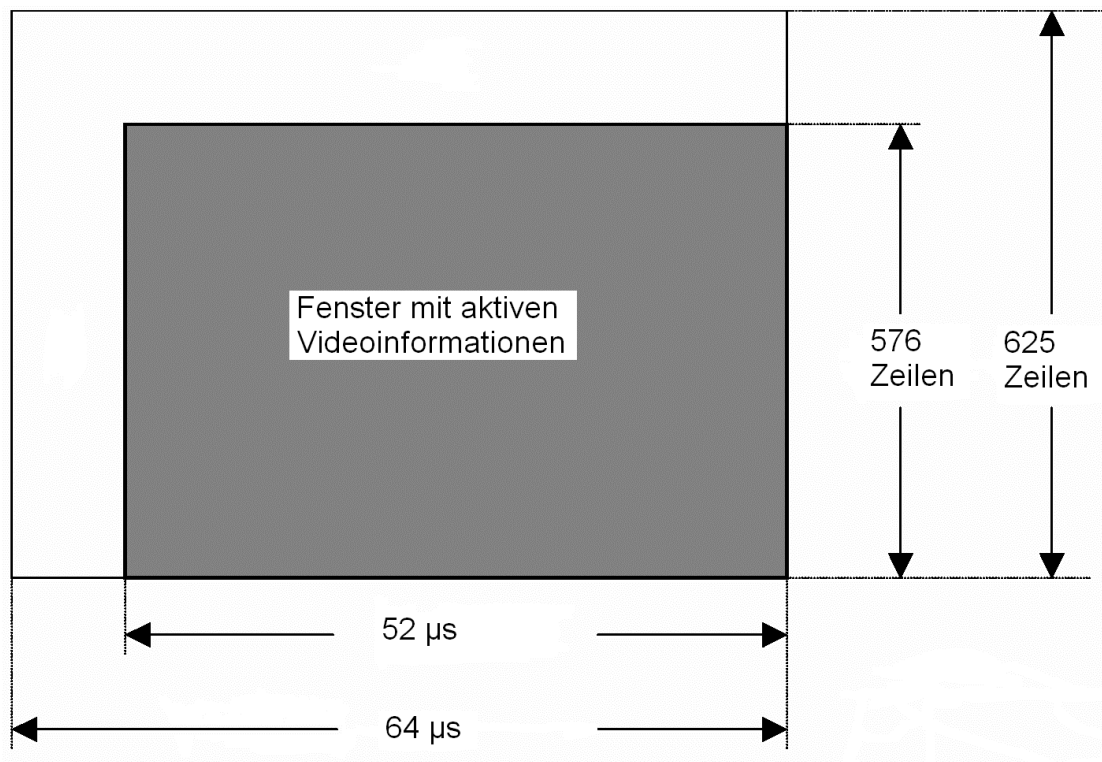 Fenster mit aktiven
Videoinformationen
576
Zeilen
625
Zeilen
52 µs
64 µs